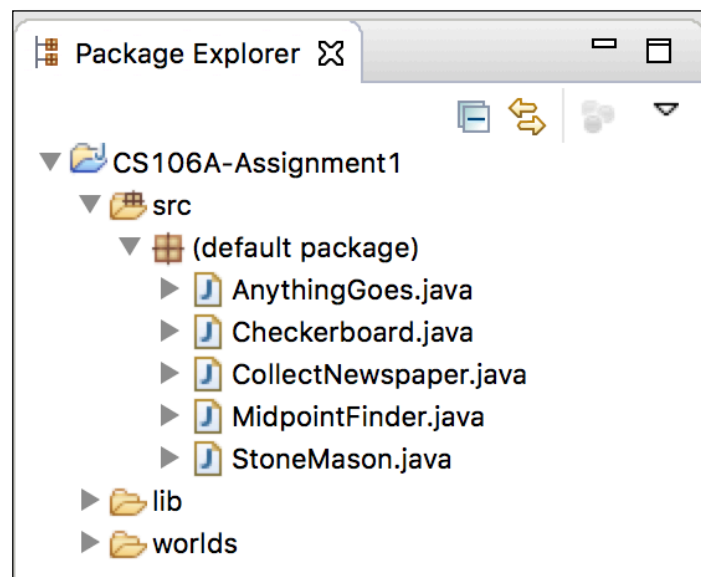 Package Explorer
CS106A-Assignment1
src
(default package)
AnythingGoes.java
Checkerboard.java
CollectNewspaper.java
MidpointFinder.java
StoneMason.java
lib
worlds